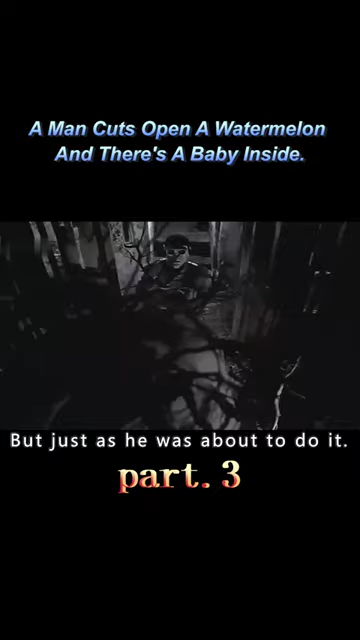 A Man Cuts Open A Watermelon
And There's A Baby Inside.
But just as he was about to do it.
part. 3